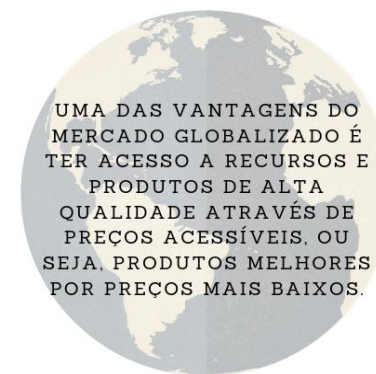 UMA DAS VANTAGENS DO
MERCADO GLOBALIZADO É
TER ACESSO A RECURSOS E
PRODUTOS DE ALTA
QUALIDADE ATRAVÉS DE
PREÇOS ACESSÍVEIS, OU
SEJA, PRODUTOS MELHORES
POR PREÇOS MAIS BAIXOS.